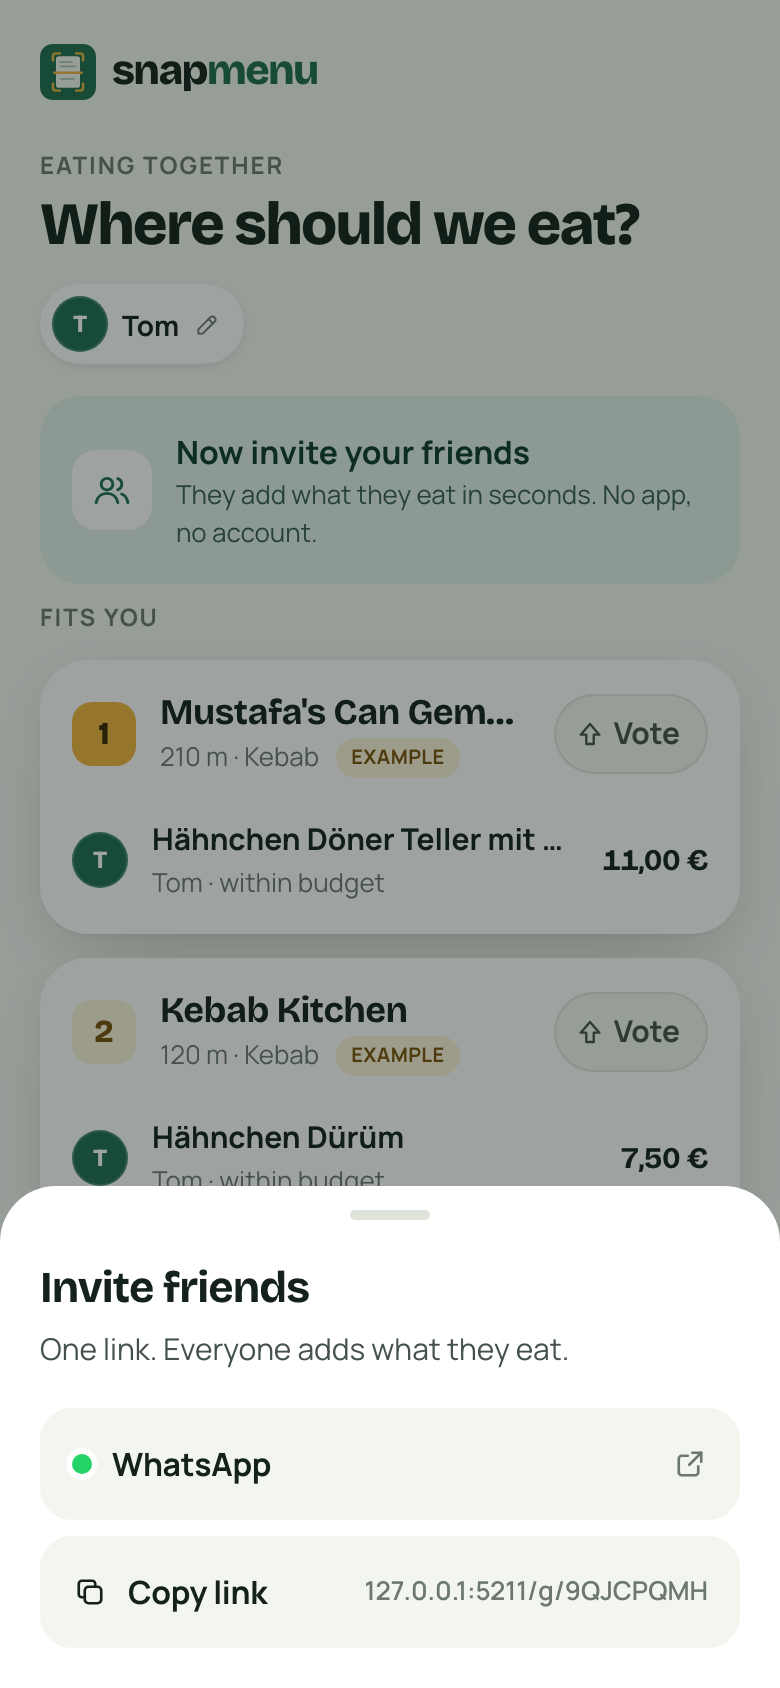 snapmenu
EATING TOGETHER
Where should we eat?
T Tom
Now invite your friends
They add what they eat in seconds. No app,
no account.
FITS YOU
1 Mustafa's Can Gem... Vote
210 m · Kebab EXAMPLE
T Hähnchen Döner Teller mit ... 11,00 €
Tom · within budget
2 Kebab Kitchen Vote
120 m · Kebab EXAMPLE
T Hähnchen Dürüm 7,50 €
Tom · within budget
Invite friends
One link. Everyone adds what they eat.
WhatsApp
Copy link 127.0.0.1:5211/g/9QJCPQMH